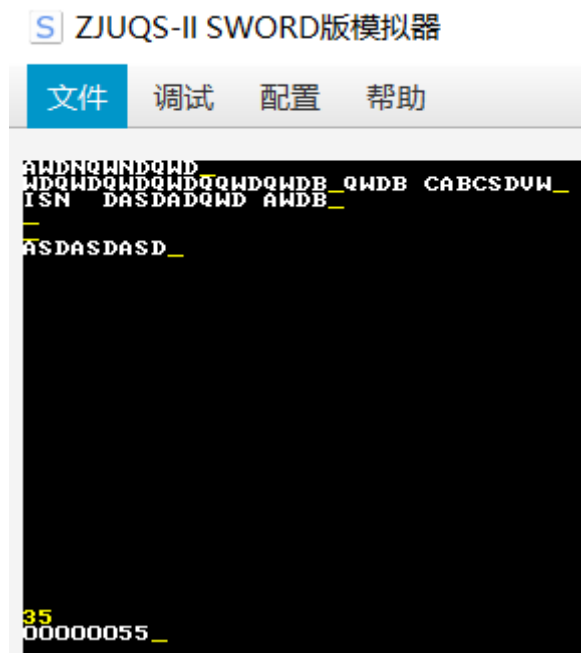 S ZJUQS-II SWORD版模拟器
文件 调试 配置 帮助
AWDNQWNDQWD_
WDQWDQWDQWDQQWDQWDB_QWDB CABCSDVW_
ISN  DASDADQWD AWDB_
_
_
ASDASDASD_
35
00000055_